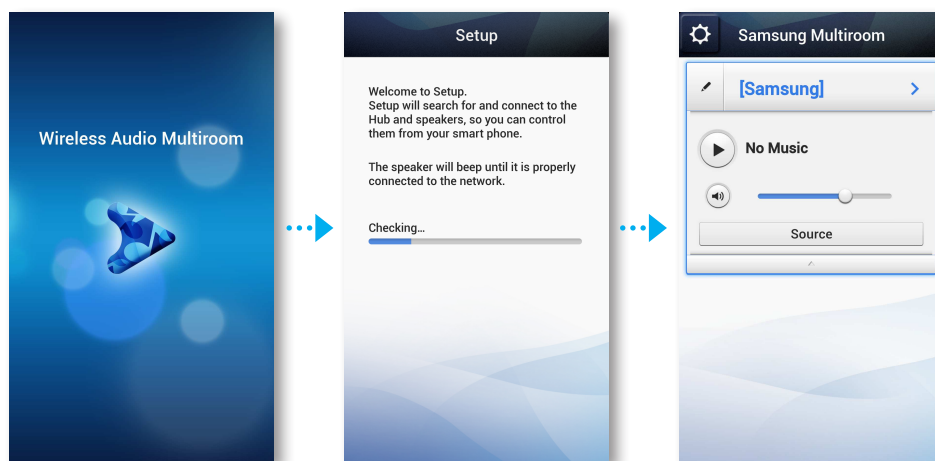 Wireless Audio Multiroom
Setup
Welcome to Setup.
Setup will search for and connect to the
Hub and speakers, so you can control
them from your smart phone.
The speaker will beep until it is properly
connected to the network.
Checking...
Samsung Multiroom
[Samsung]
No Music
Source